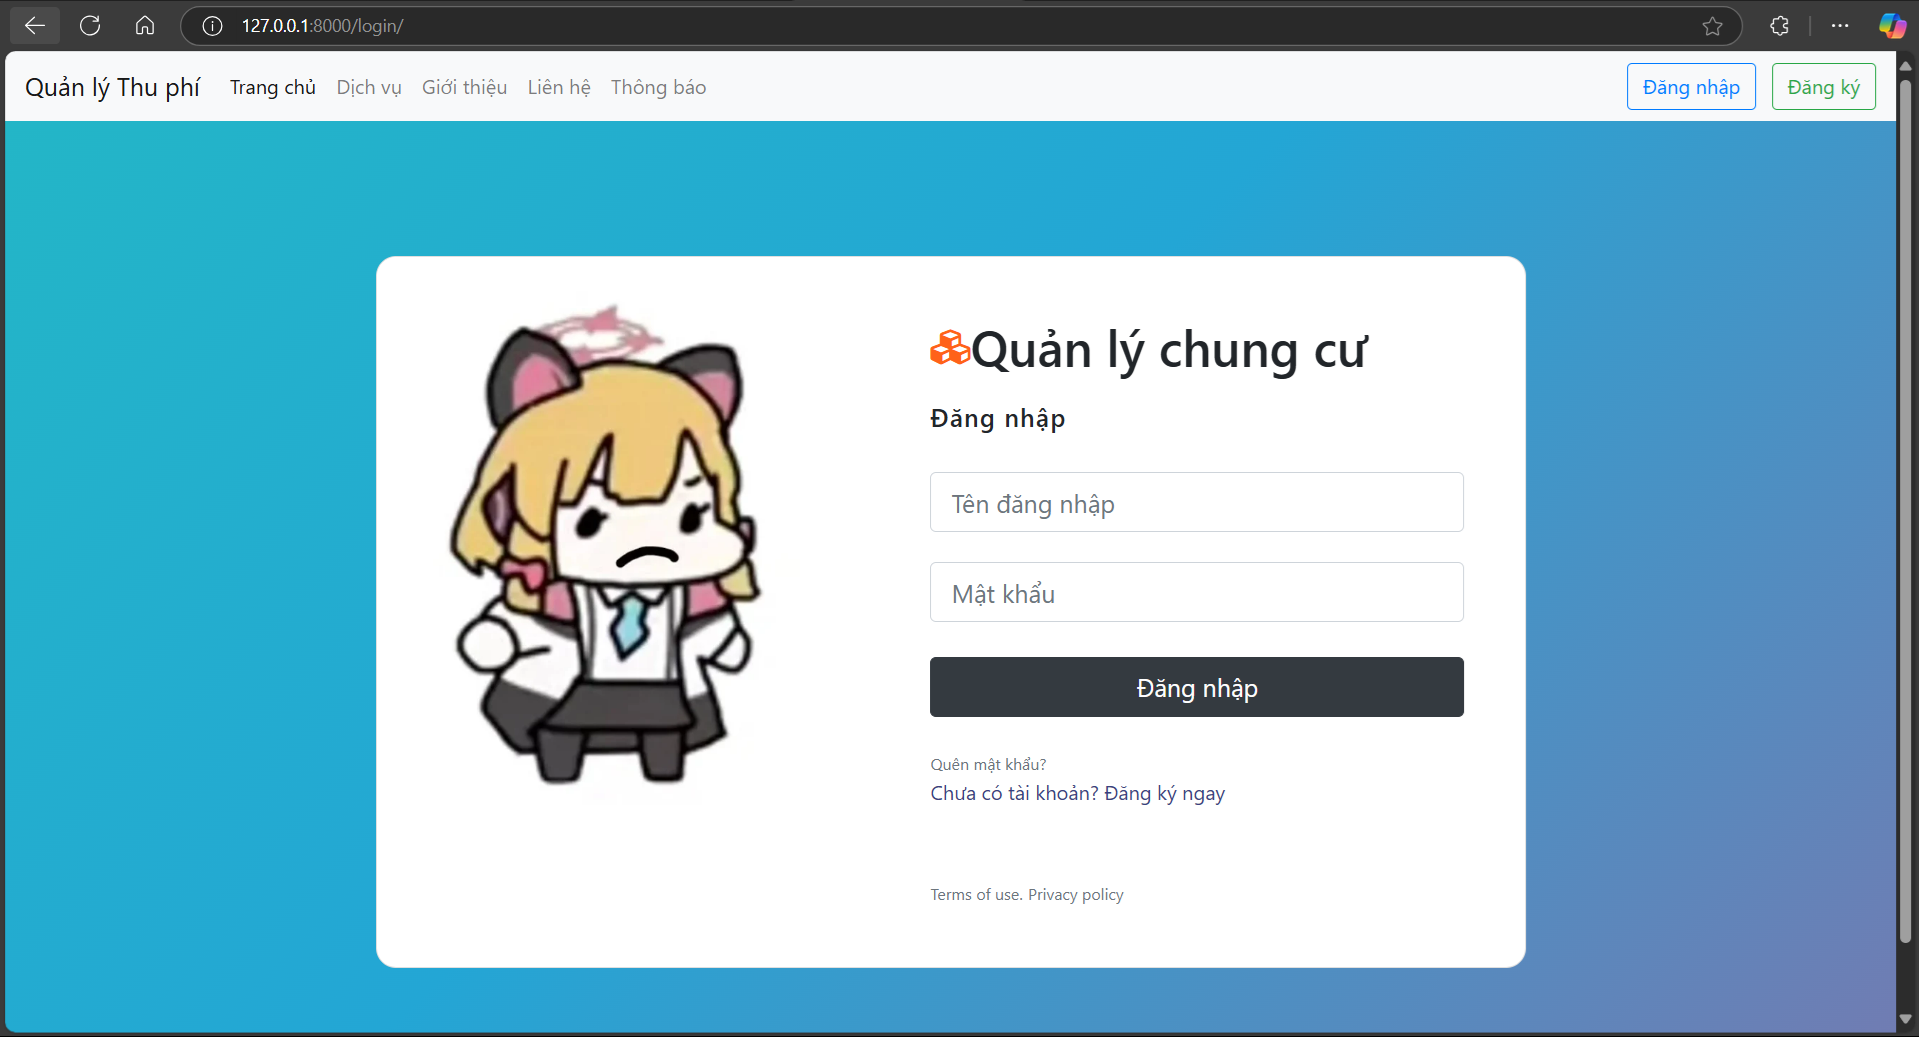 127.0.0.1:8000/login/
Quản lý Thu phí Trang chủ Dịch vụ Giới thiệu Liên hệ Thông báo Đăng nhập Đăng ký
Quản lý chung cư
Đăng nhập
Tên đăng nhập
Mật khẩu
Đăng nhập
Quên mật khẩu?
Chưa có tài khoản? Đăng ký ngay
Terms of use. Privacy policy